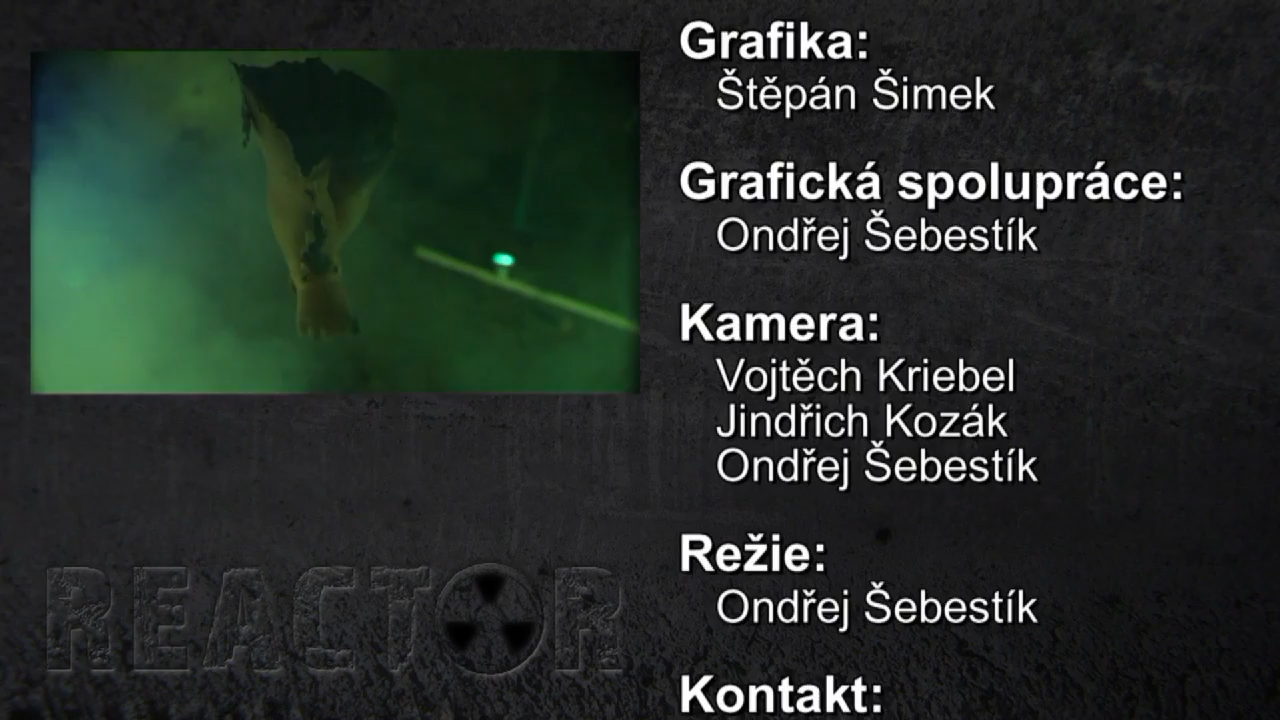 Grafika:
Štěpán Šimek
Grafická spolupráce:
Ondřej Šebestík
Kamera:
Vojtěch Kriebel
Jindřich Kozák
Ondřej Šebestík
Režie:
Ondřej Šebestík
Kontakt:
REACTOR